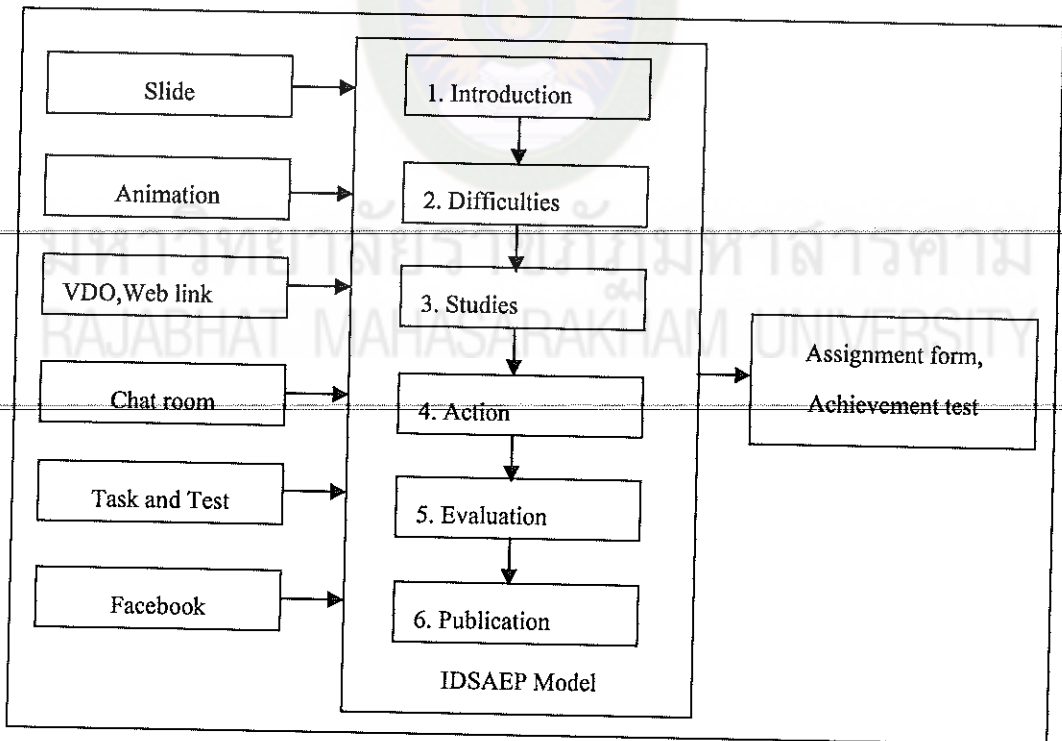 Slide
1. Introduction
Animation
2. Difficulties
มหาวิทยาลัยราชภัฏมหาสารคาม
VDO,Web link
3. Studies
RAJABHAT MAHASARAKHAM UNIVERSITY
Assignment form,
Chat room
4. Action
Achievement test
Task and Test
5. Evaluation
Facebook
6. Publication
IDSAEP Model